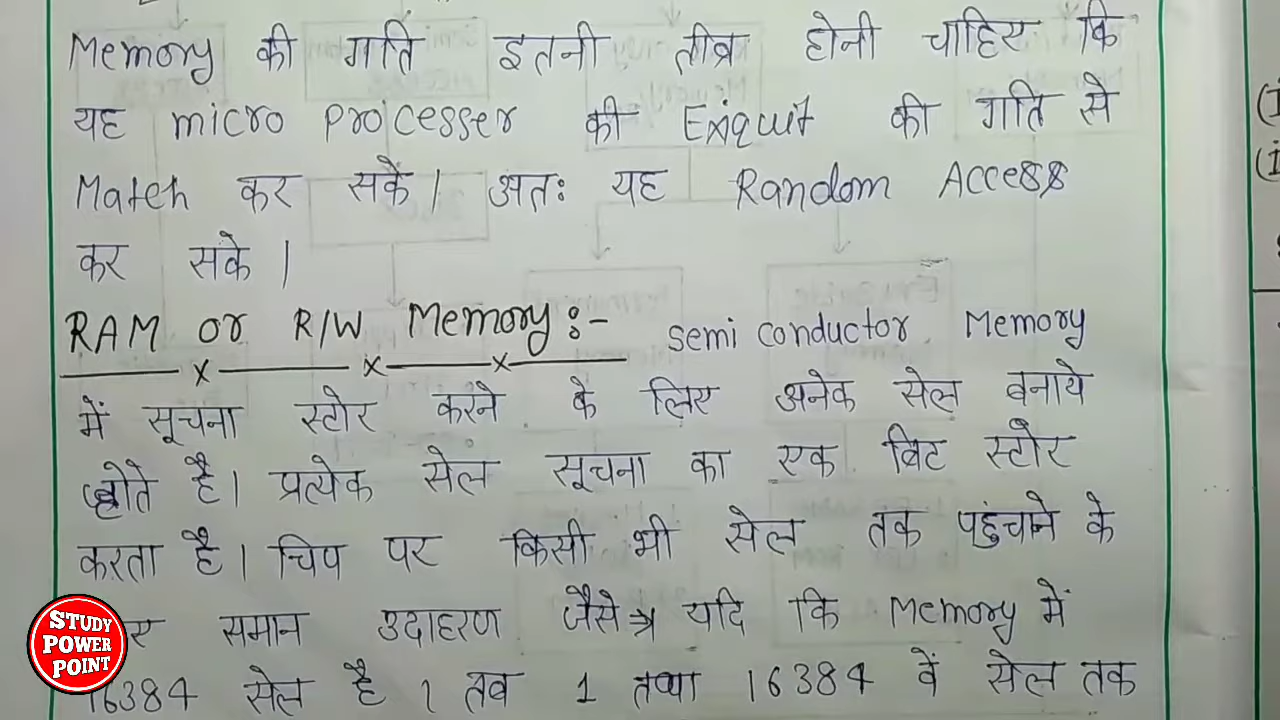 Memory की गति इतनी तीव्र होनी चाहिए कि
यह micro processer की Exiquit की गति से
Match कर सकें। अतः यह Random Access
कर सके।
RAM or R/W Memory:- semi conductor Memory
में सूचना स्टोर करने के लिए अनेक सेल बनाये
होते है। प्रत्येक सेल सूचना का एक बिट स्टोर
करता है। चिप पर किसी भी सेल तक पहुंचाने के
समान उदाहरण जैसे⇒ यदि कि Memory में
16384 सेल है। तब 1 तथा 16384 वें सेल तक
STUDY
POWER
POINT